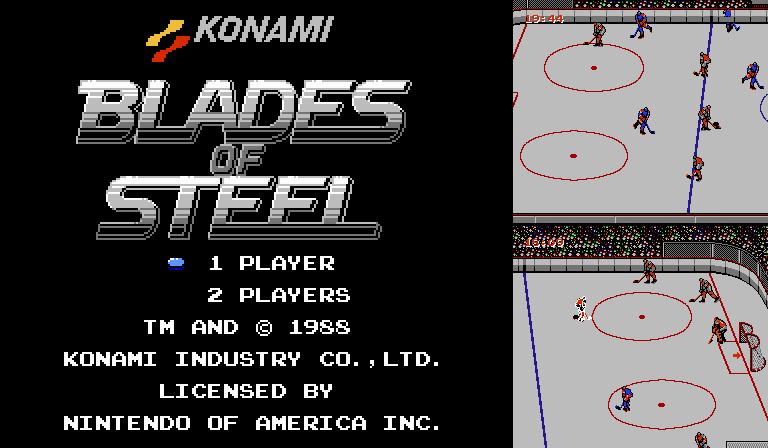 KONAMI
BLADES
OF
STEEL
1 PLAYER
2 PLAYERS
TM AND © 1988
KONAMI INDUSTRY CO.,LTD.
LICENSED BY
NINTENDO OF AMERICA INC.
19:44